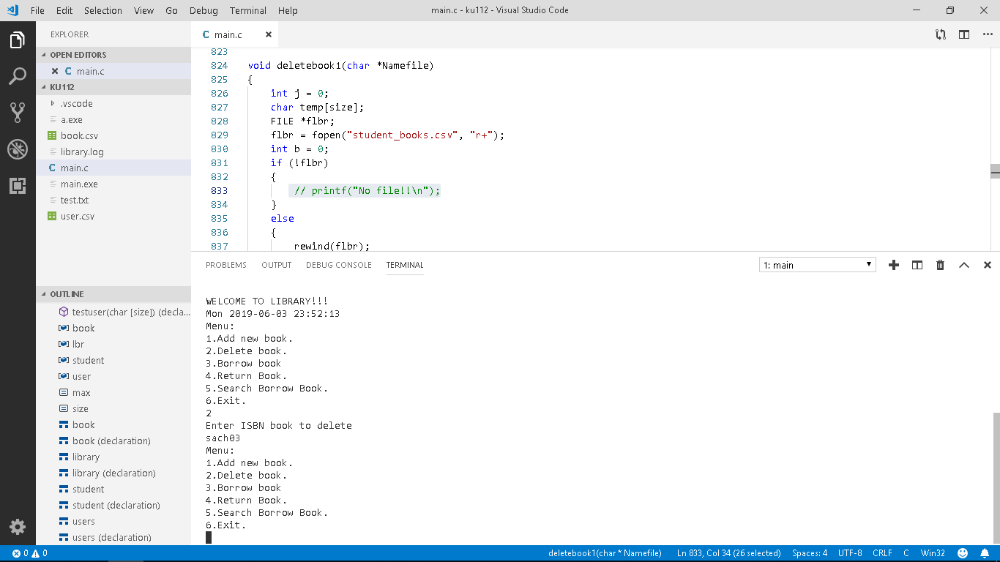 File Edit Selection View Go Debug Terminal Help
main.c - ku112 - Visual Studio Code
EXPLORER
OPEN EDITORS
main.c
KU112
.vscode
a.exe
book.csv
library.log
main.c
main.exe
test.txt
user.csv
OUTLINE
testuser(char [size]) (decla...
book
lbr
student
user
max
size
book
book (declaration)
library
library (declaration)
student
student (declaration)
users
users (declaration)
main.c
823
824 void deletebook1(char *Namefile)
825 {
826 int j = 0;
827 char temp[size];
828 FILE *flbr;
829 flbr = fopen("student_books.csv", "r+");
830 int b = 0;
831 if (!flbr)
832 {
833 // printf("No file!!\n");
834 }
835 else
836 {
837 rewind(flbr);
PROBLEMS OUTPUT DEBUG CONSOLE TERMINAL
1: main
WELCOME TO LIBRARY!!!
Mon 2019-06-03 23:52:13
Menu:
1.Add new book.
2.Delete book.
3.Borrow book
4.Return Book.
5.Search Borrow Book.
6.Exit.
2
Enter ISBN book to delete
sach03
Menu:
1.Add new book.
2.Delete book.
3.Borrow book
4.Return Book.
5.Search Borrow Book.
6.Exit.
0 0
deletebook1(char * Namefile) Ln 833, Col 34 (26 selected) Spaces: 4 UTF-8 CRLF C Win32